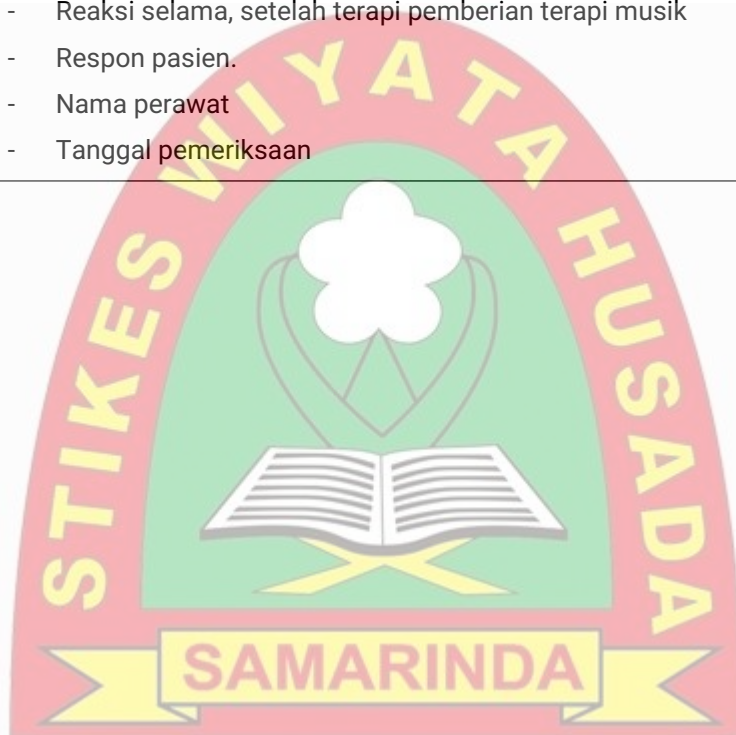 - Reaksi selama, setelah terapi pemberian terapi musik
- Respon pasien.
- Nama perawat
- Tanggal pemeriksaan
STIKES WIYATA HUSADA
SAMARINDA